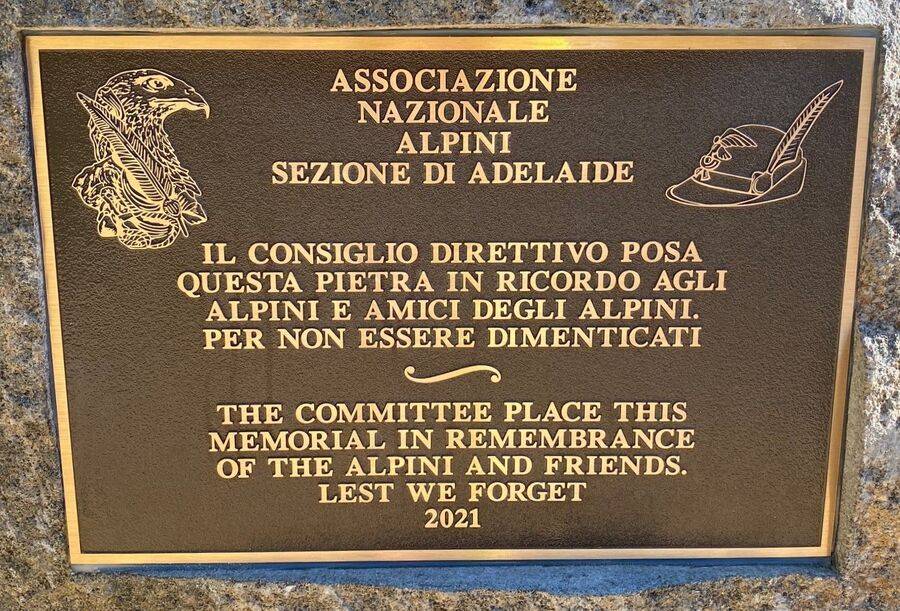 ASSOCIAZIONE
NAZIONALE
ALPINI
SEZIONE DI ADELAIDE
IL CONSIGLIO DIRETTIVO POSA
QUESTA PIETRA IN RICORDO AGLI
ALPINI E AMICI DEGLI ALPINI.
PER NON ESSERE DIMENTICATI
THE COMMITTEE PLACE THIS
MEMORIAL IN REMEMBRANCE
OF THE ALPINI AND FRIENDS.
LEST WE FORGET
2021